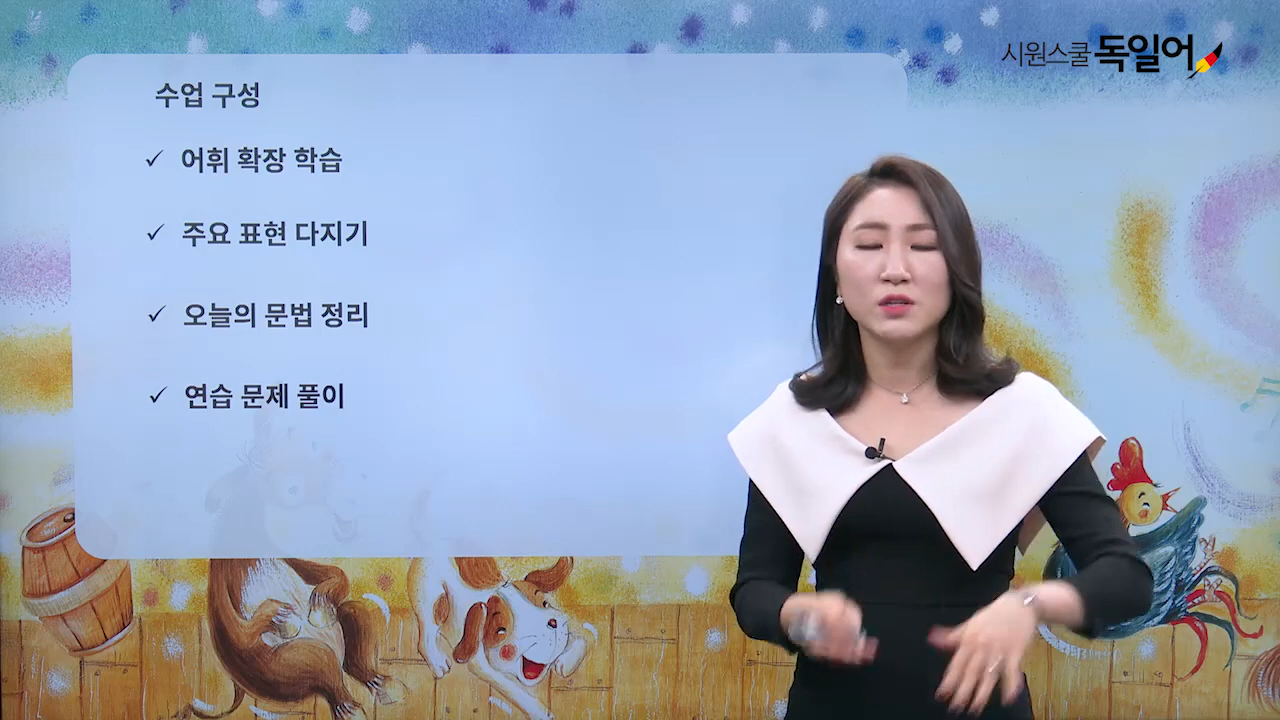 시원스쿨 독일어
수업 구성
✓ 어휘 확장 학습
✓ 주요 표현 다지기
✓ 오늘의 문법 정리
✓ 연습 문제 풀이